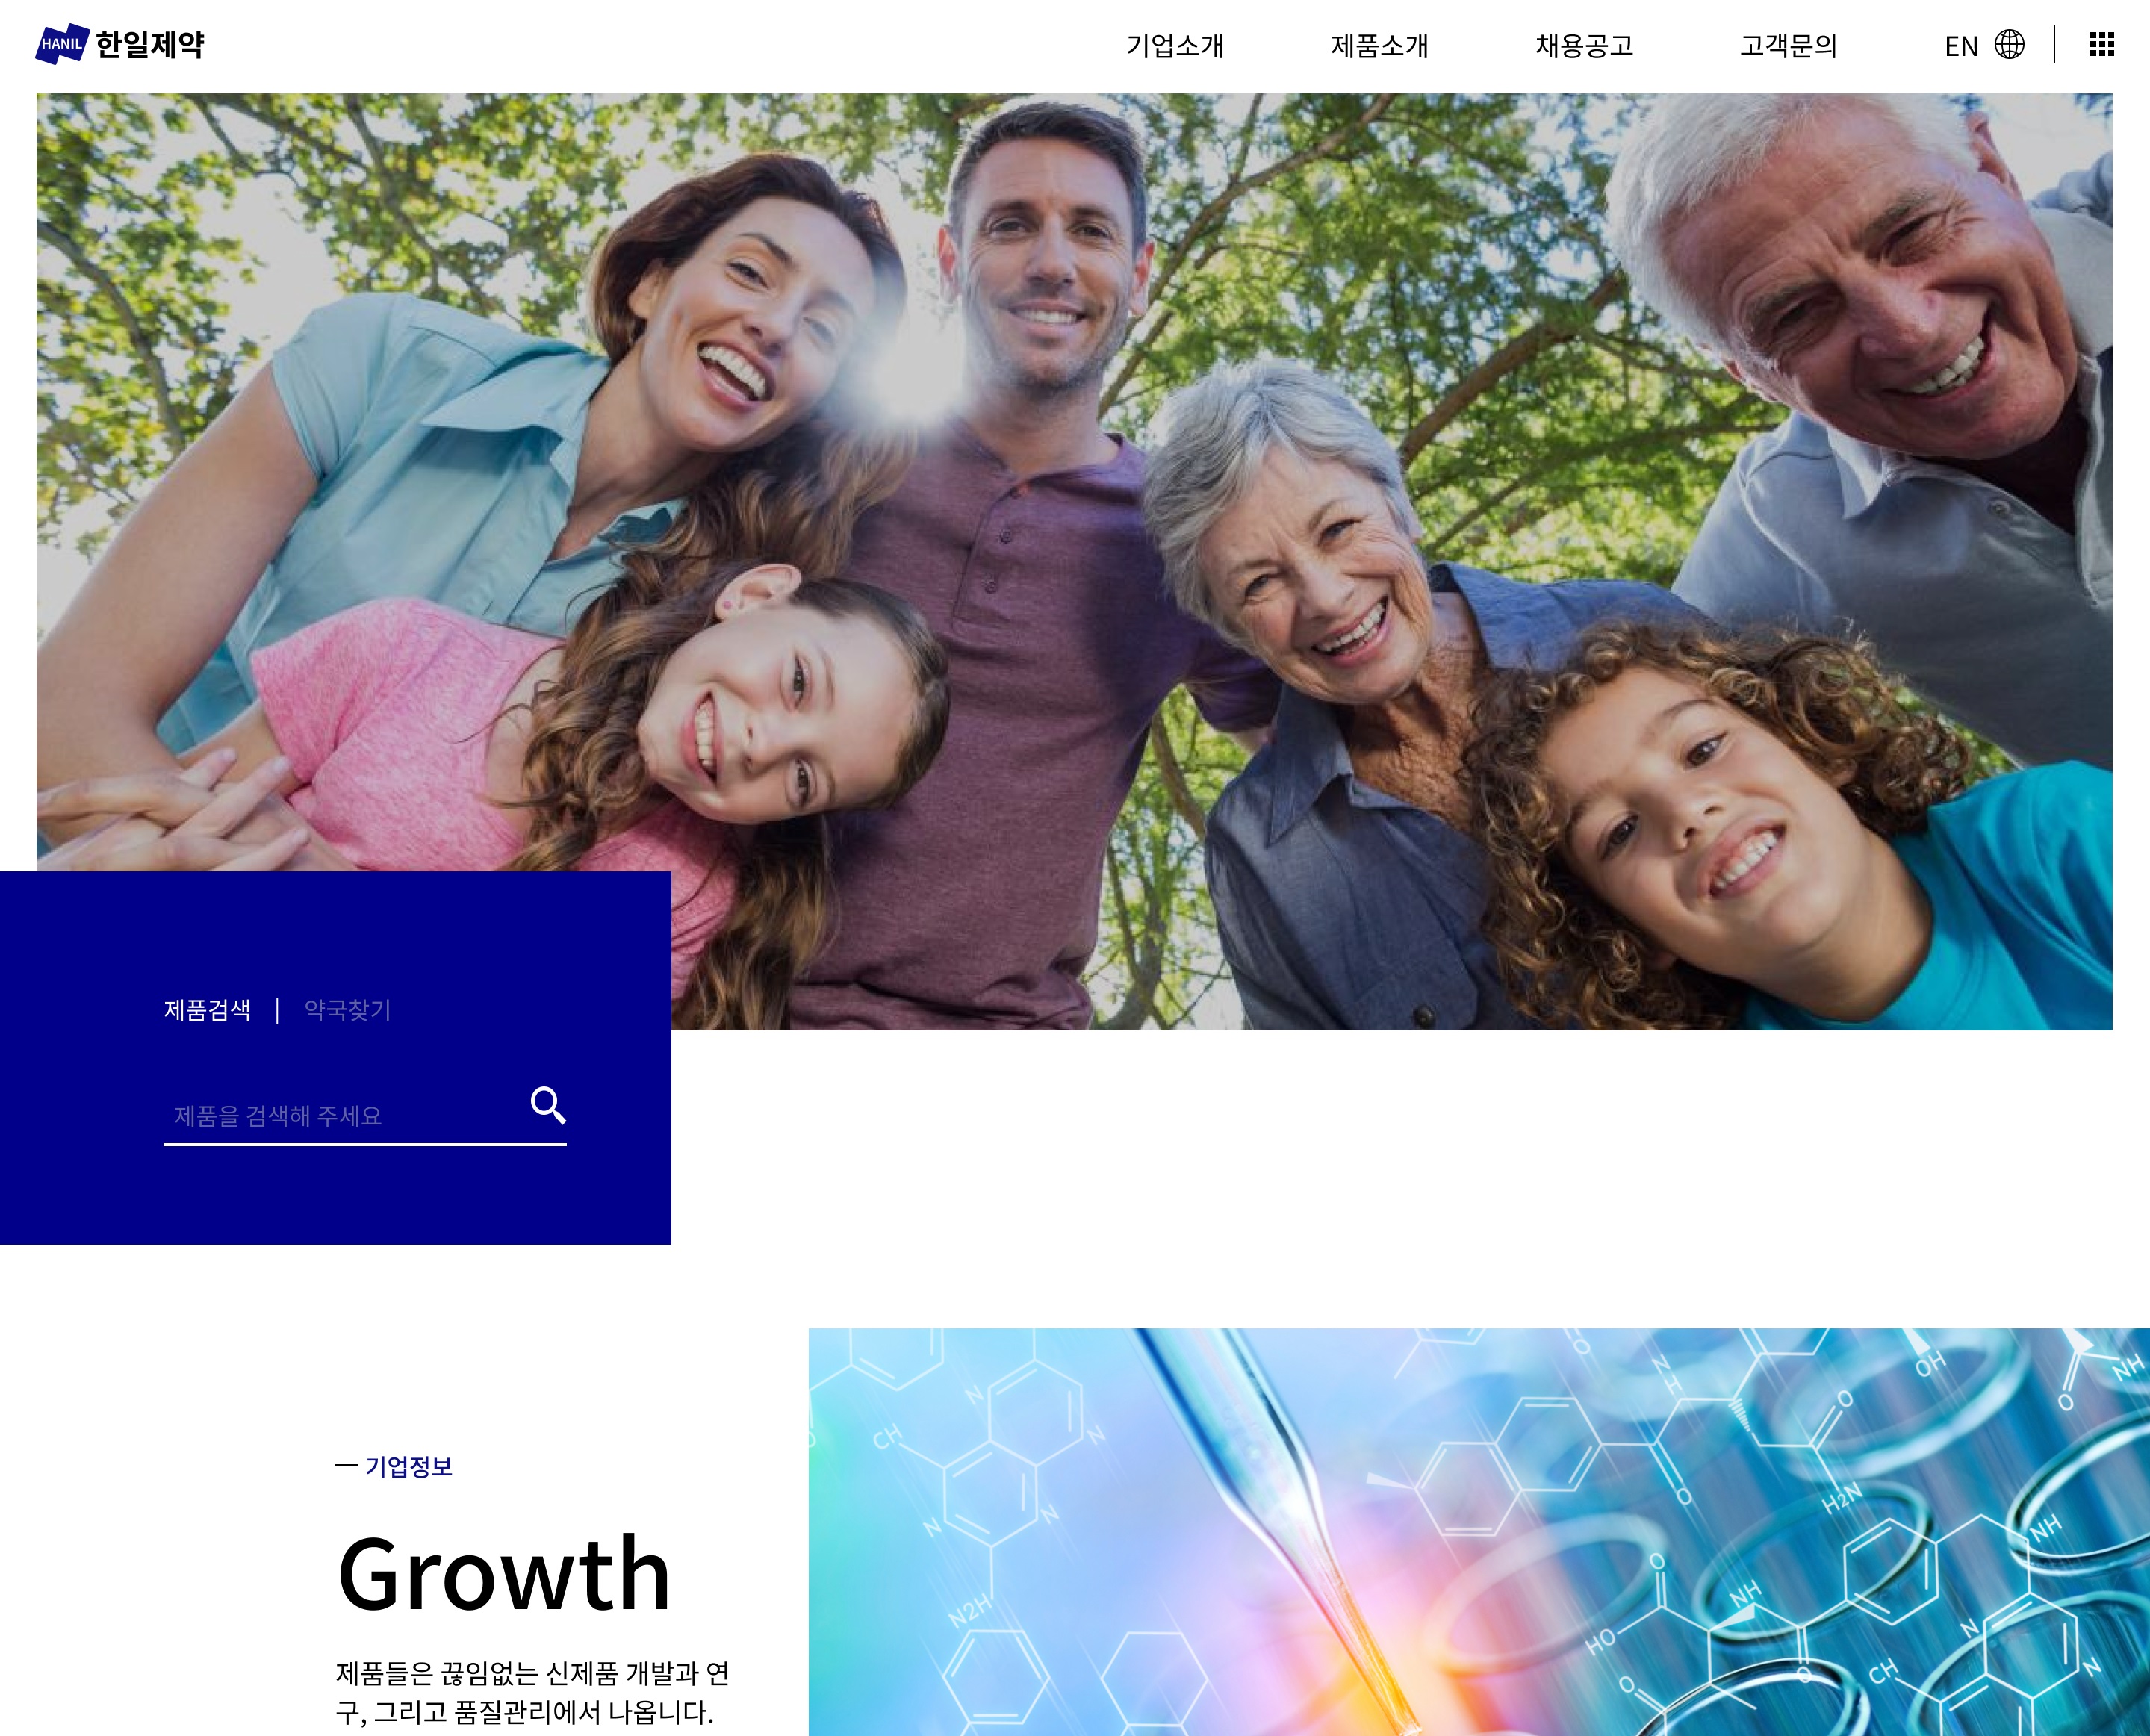 HANIL 한일제약
기업소개 제품소개 채용공고 고객문의 EN
제품검색 | 약국찾기
제품을 검색해 주세요
기업정보
Growth
제품들은 끊임없는 신제품 개발과 연
구, 그리고 품질관리에서 나옵니다.
CH N N
N N
N2H
O N H O OH O NH
O H2N
O NH NH
HO O N
O CH N